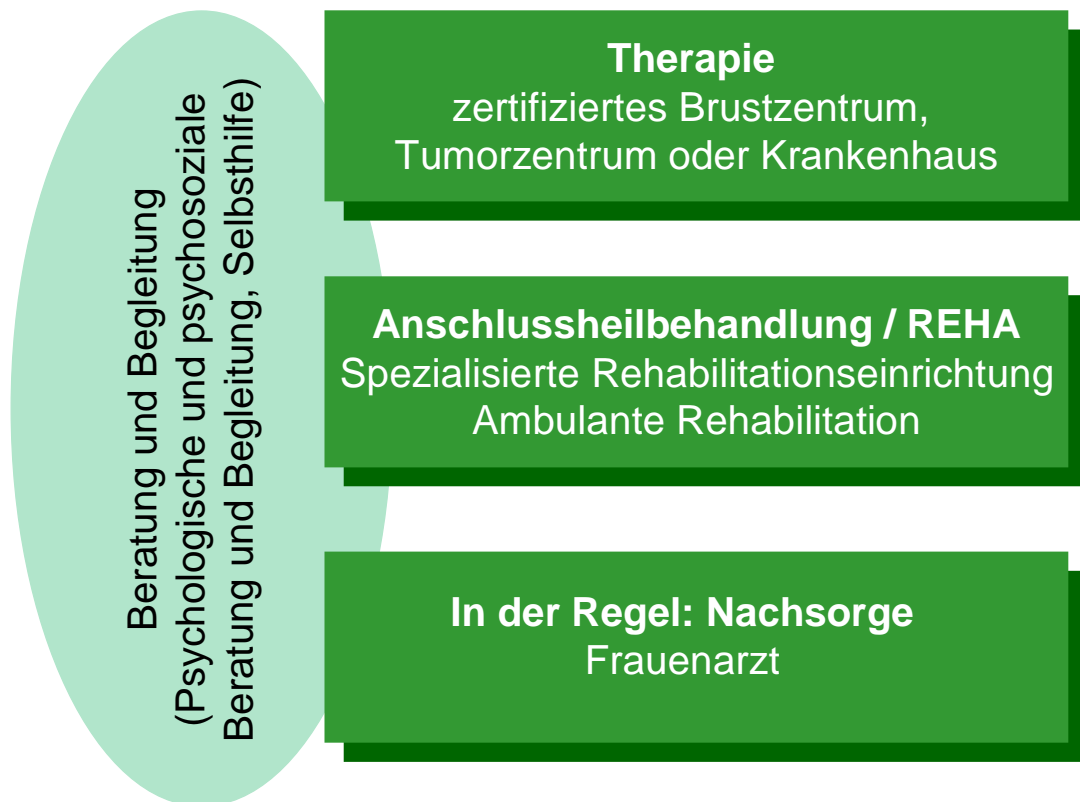 Beratung und Begleitung
(Psychologische und psychosoziale
Beratung und Begleitung, Selbsthilfe)
Therapie
zertifiziertes Brustzentrum,
Tumorzentrum oder Krankenhaus
Anschlussheilbehandlung / REHA
Spezialisierte Rehabilitationseinrichtung
Ambulante Rehabilitation
In der Regel: Nachsorge
Frauenarzt